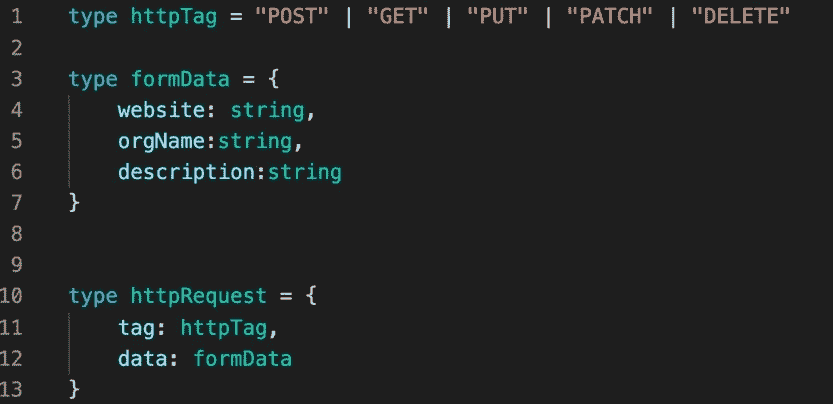 1 type httpTag = "POST" | "GET" | "PUT" | "PATCH" | "DELETE"
2
3 type formData = {
4     website: string,
5     orgName:string,
6     description:string
7 }
8
9
10 type httpRequest = {
11     tag: httpTag,
12     data: formData
13 }